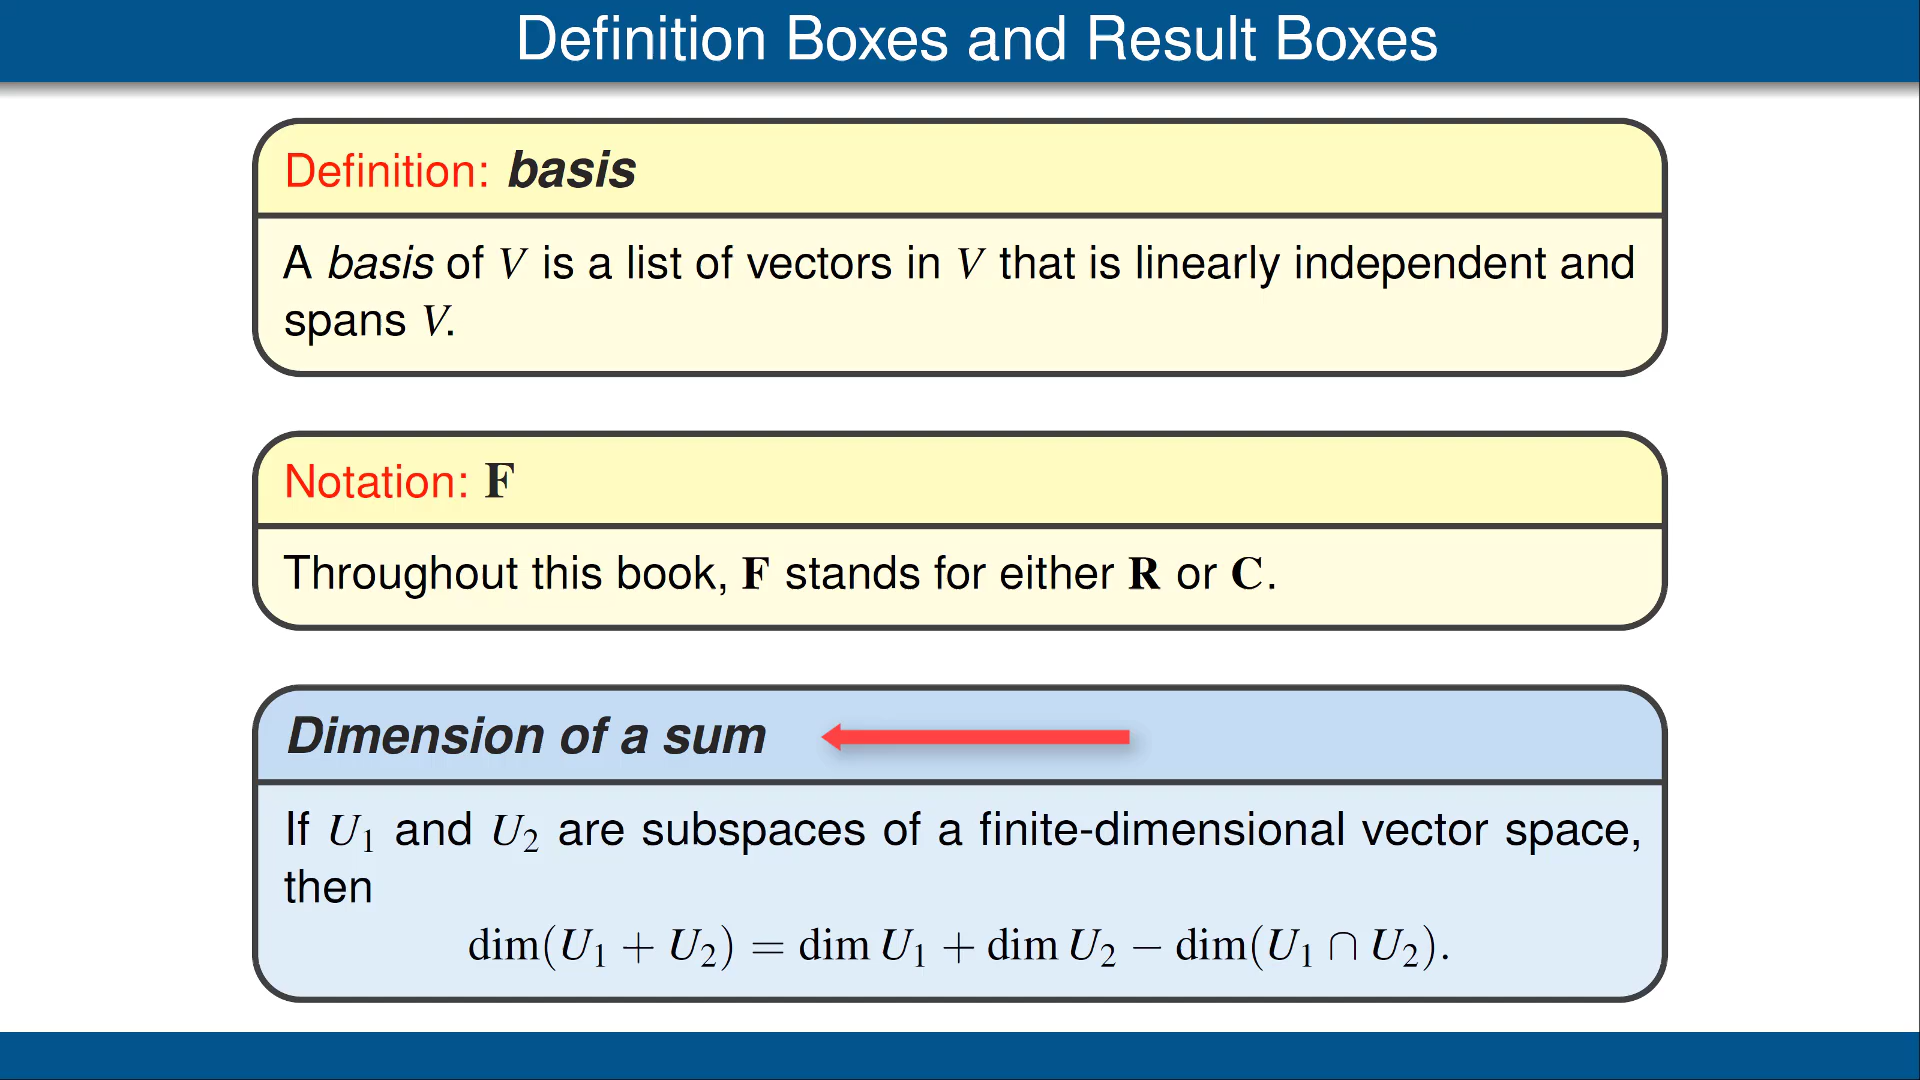 Definition Boxes and Result Boxes
Definition: basis
A basis of V is a list of vectors in V that is linearly independent and
spans V.
Notation: F
Throughout this book, F stands for either R or C.
Dimension of a sum
If U₁ and U₂ are subspaces of a finite-dimensional vector space,
then
dim(U₁ + U₂) = dim U₁ + dim U₂ − dim(U₁ ∩ U₂).